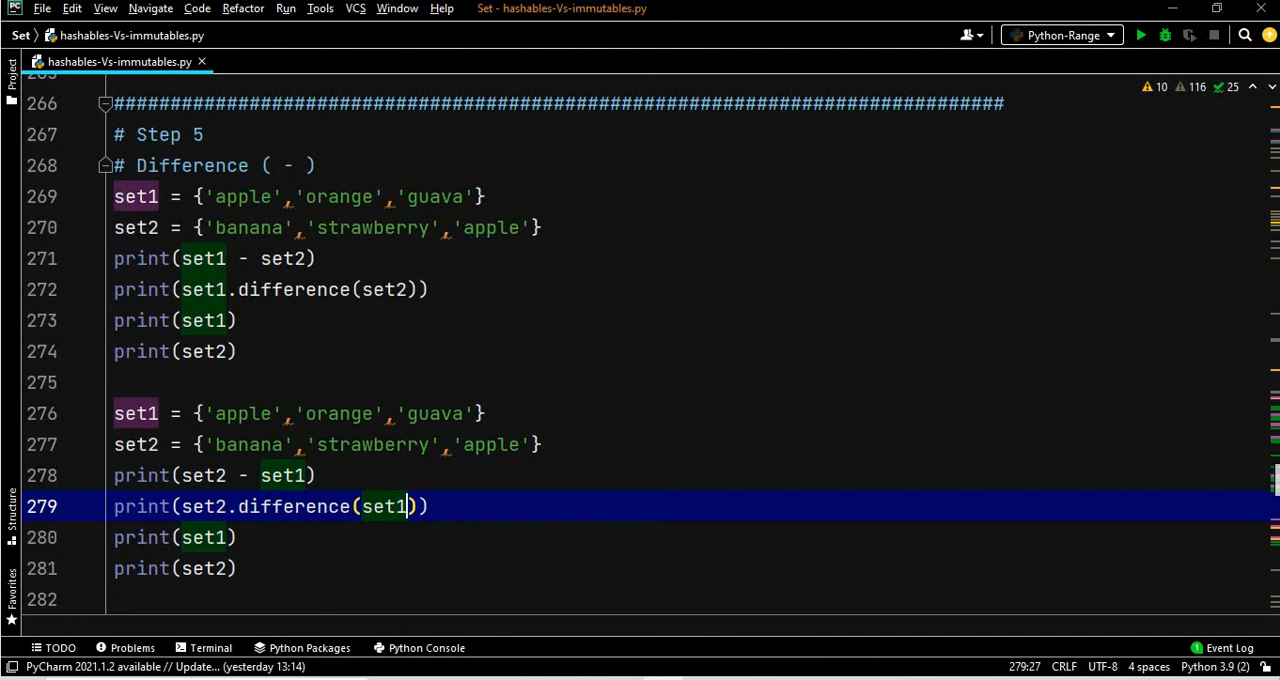 PC File Edit View Navigate Code Refactor Run Tools VCS Window Help Set - hashables-Vs-immutables.py
Set hashables-Vs-immutables.py Python-Range
hashables-Vs-immutables.py
Project
10 116 25
266 ###############################################################################
267 # Step 5
268 # Difference ( - )
269 set1 = {'apple','orange','guava'}
270 set2 = {'banana','strawberry','apple'}
271 print(set1 - set2)
272 print(set1.difference(set2))
273 print(set1)
274 print(set2)
275
276 set1 = {'apple','orange','guava'}
277 set2 = {'banana','strawberry','apple'}
278 print(set2 - set1)
279 print(set2.difference(set1))
280 print(set1)
281 print(set2)
282
Structure
Favorites
TODO Problems Terminal Python Packages Python Console 1 Event Log
PyCharm 2021.1.2 available // Update... (yesterday 13:14) 279:27 CRLF UTF-8 4 spaces Python 3.9 (2)